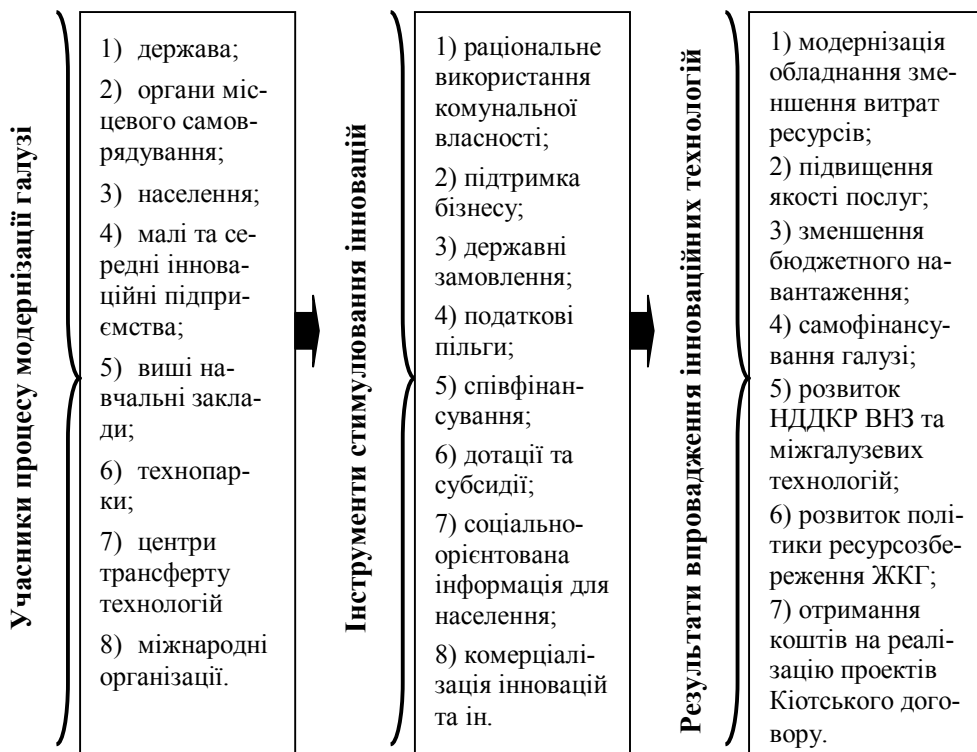 Учасники процесу модернізації галузі
1) держава;
2) органи міс-
цевого самов-
рядування;
3) населення;
4) малі та се-
редні іннова-
ційні підпри-
ємства;
5) виші на-
вчальні закла-
ди;
6) технопар-
ки;
7) центри
трансферту
технологій
8) міжнародні
організації.
Інструменти стимулювання інновацій
1) раціональне
використання
комунальної
власності;
2) підтримка
бізнесу;
3) державні
замовлення;
4) податкові
пільги;
5) співфінан-
сування;
6) дотації та
субсидії;
7) соціально-
орієнтована
інформація для
населення;
8) комерціалі-
зація інновацій
та ін.
Результати впровадження інноваційних технологій
1) модернізація
обладнання зме-
ншення витрат
ресурсів;
2) підвищення
якості послуг;
3) зменшення
бюджетного на-
вантаження;
4) самофінансу-
вання галузі;
5) розвиток
НДДКР ВНЗ та
міжгалузевих
технологій;
6) розвиток полі-
тики ресурсозбе-
реження ЖКГ;
7) отримання
коштів на реалі-
зацію проектів
Кіотського дого-
вору.